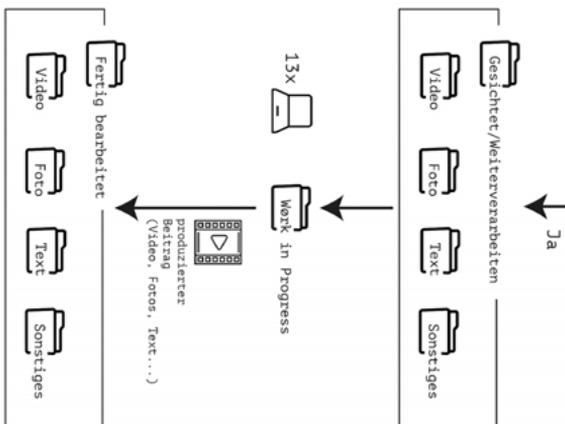 Ja
Gesichtet/Weiterverarbeiten
Video
Foto
Text
Sonstiges
13x
Work in Progress
produzierter
Beitrag
(Video, Fotos, Text...)
Fertig bearbeitet
Video
Foto
Text
Sonstiges